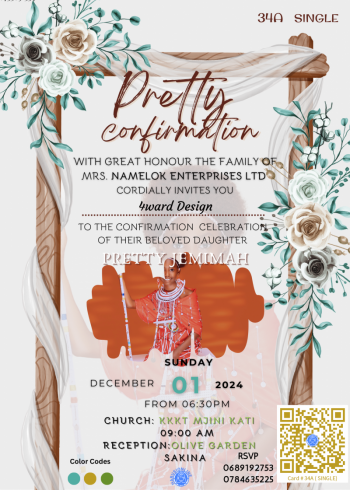 34A SINGLE
Pretty
confirmation
WITH GREAT HONOUR THE FAMILY OF
MRS. NAMELOK ENTERPRISES LTD
CORDIALLY INVITES YOU
4ward Design
TO THE CONFIRMATION CELEBRATION
OF THEIR BELOVED DAUGHTER
PRETTY JEMIMAH
SUNDAY
DECEMBER 01 2024
FROM 06:30PM
CHURCH: KKKT MJINI KATI
09:00 AM
RECEPTION:OLIVE GARDEN
SAKINA
Color Codes
RSVP
0689192753
0784635225
Card # 34A | SINGLE|